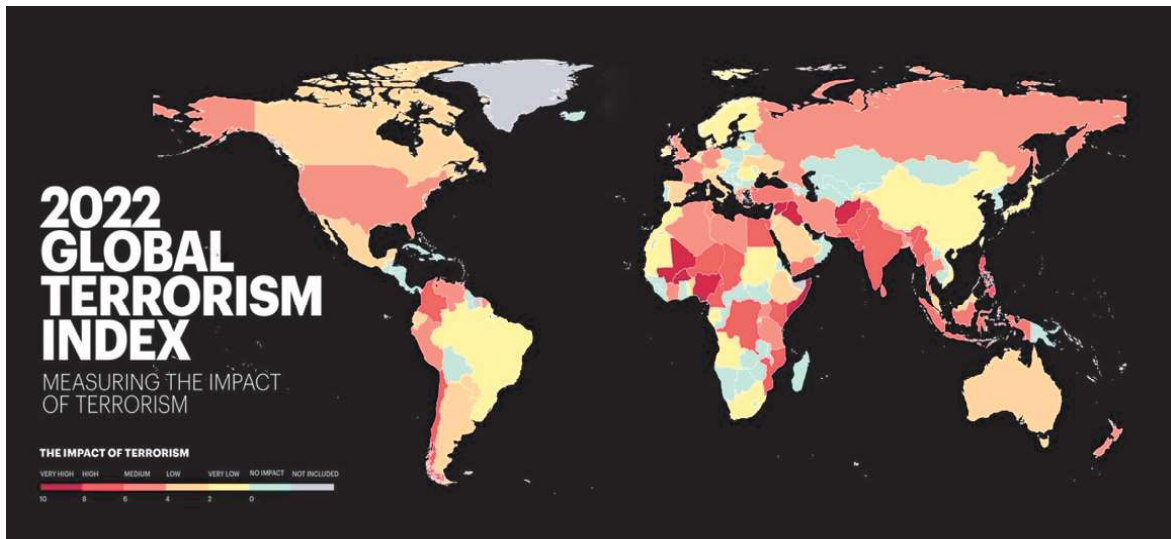 2022
GLOBAL
TERRORISM
INDEX
MEASURING THE IMPACT
OF TERRORISM
THE IMPACT OF TERRORISM
VERY HIGH HIGH MEDIUM LOW VERY LOW NO IMPACT NOT INCLUDED
10 8 6 4 2 0